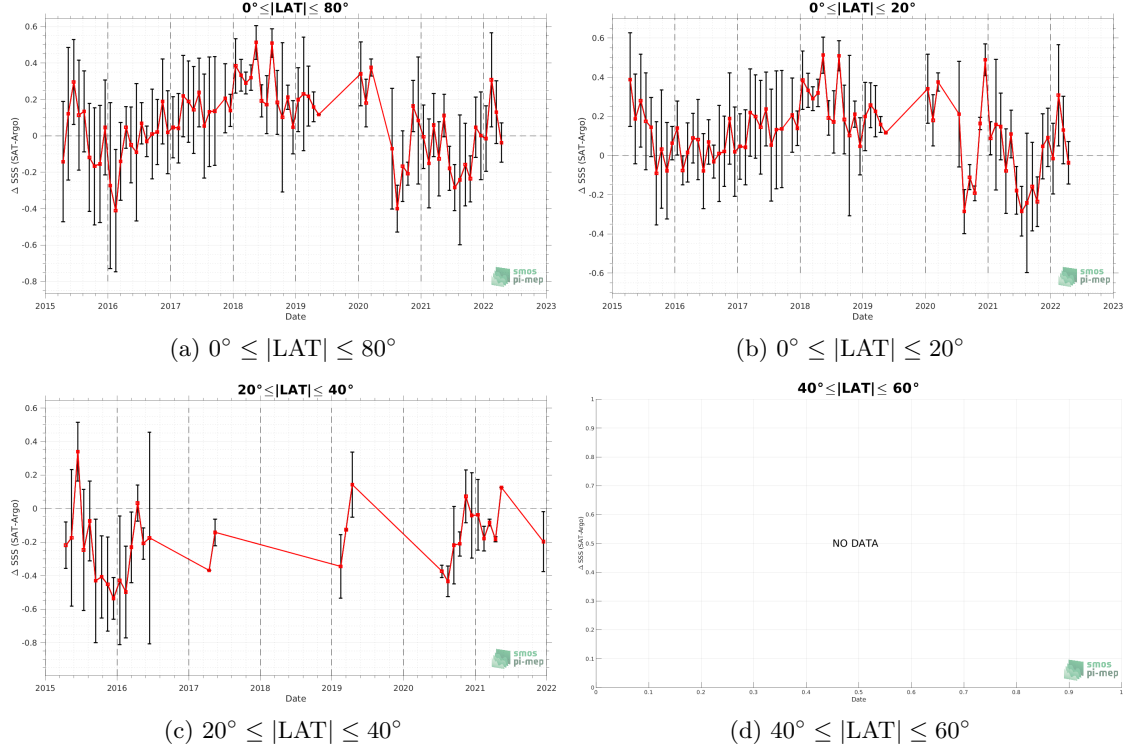 0°≤|LAT|≤ 80°
0.6
0.4
0.2
0
-0.2
-0.4
-0.6
-0.8
Δ SSS (SAT-Argo)
2015 2016 2017 2018 2019 2020 2021 2022 2023
Date
smos
pi-mep
(a) 0° ≤ |LAT| ≤ 80°
0°≤|LAT|≤ 20°
0.6
0.4
0.2
0
-0.2
-0.4
-0.6
Δ SSS (SAT-Argo)
2015 2016 2017 2018 2019 2020 2021 2022 2023
Date
smos
pi-mep
(b) 0° ≤ |LAT| ≤ 20°
20°≤|LAT|≤ 40°
0.6
0.4
0.2
0
-0.2
-0.4
-0.6
-0.8
Δ SSS (SAT-Argo)
2015 2016 2017 2018 2019 2020 2021 2022
Date
smos
pi-mep
(c) 20° ≤ |LAT| ≤ 40°
40°≤|LAT|≤ 60°
1
0.9
0.8
0.7
0.6
0.5
0.4
0.3
0.2
0.1
0
Δ SSS (SAT-Argo)
NO DATA
0 0.1 0.2 0.3 0.4 0.5 0.6 0.7 0.8 0.9 1
Date
smos
pi-mep
(d) 40° ≤ |LAT| ≤ 60°